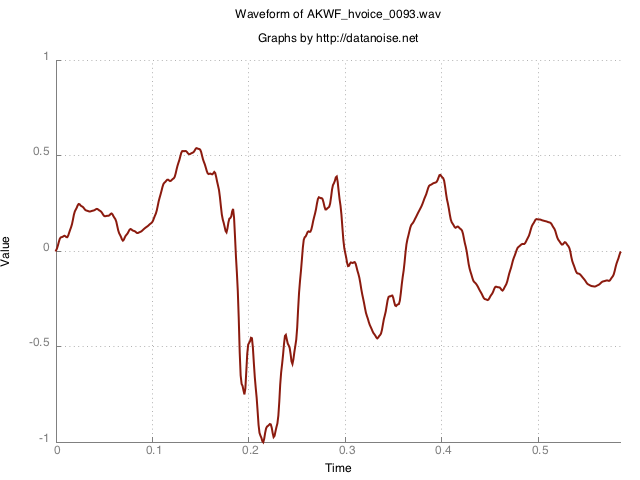 Waveform of AKWF_hvoice_0093.wav
Graphs by http://datanoise.net
1
0.5
0
-0.5
-1
Value
0 0.1 0.2 0.3 0.4 0.5
Time